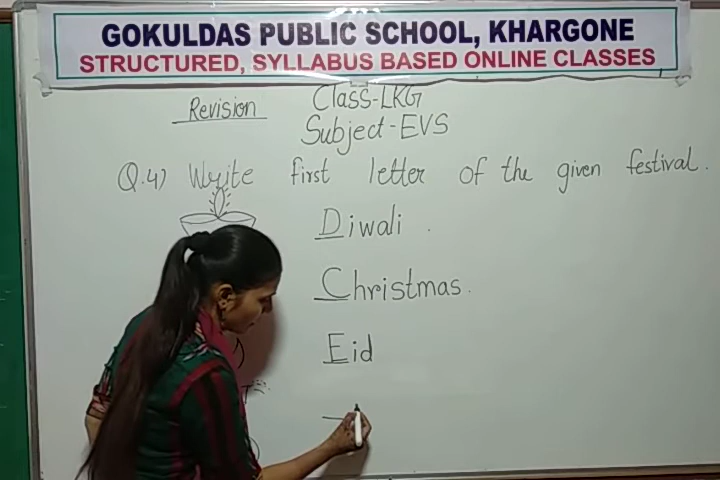 GOKULDAS PUBLIC SCHOOL, KHARGONE
STRUCTURED, SYLLABUS BASED ONLINE CLASSES
Revision Class-LKG
Subject-EVS
Q.4) Write first letter of the given festival.
Diwali.
Christmas.
Eid